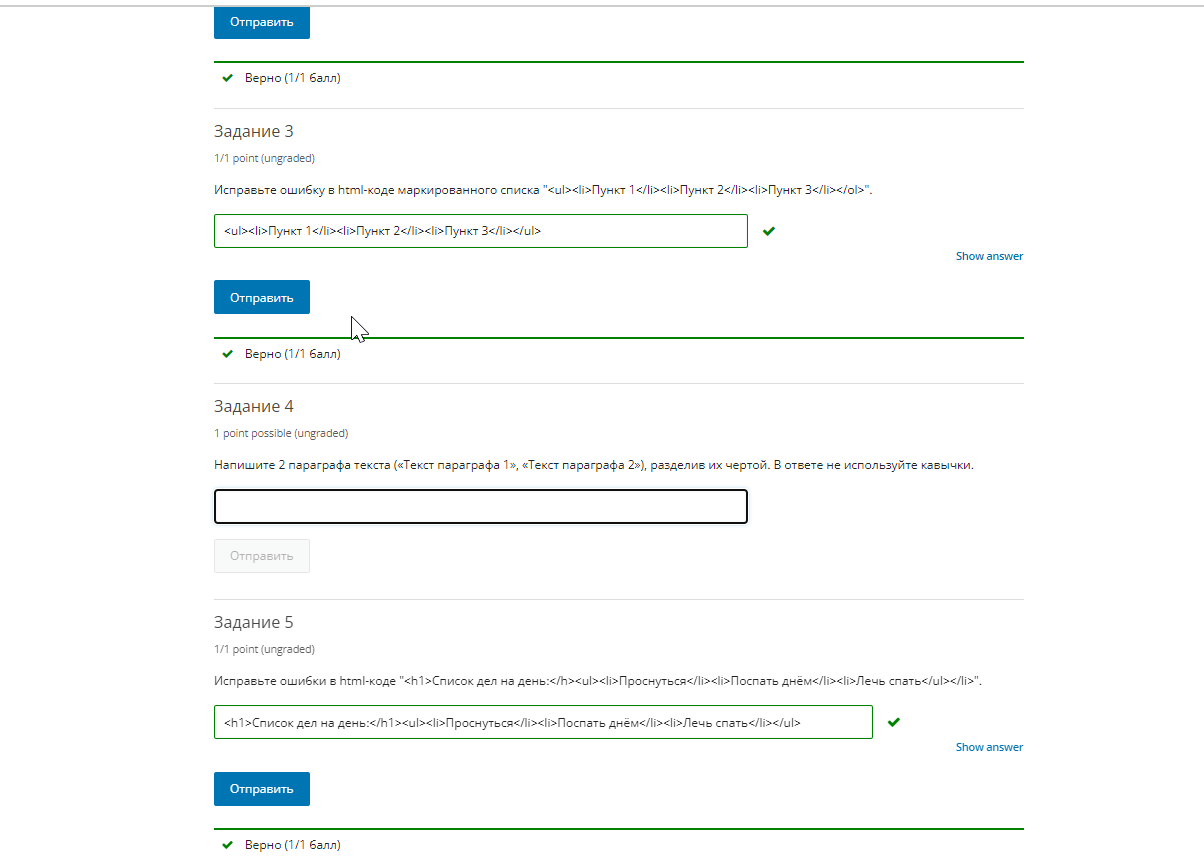 Отправить
Верно (1/1 балл)
Задание 3
1/1 point (ungraded)
Исправьте ошибку в html-коде маркированного списка "<ul><li>Пункт 1</li><li>Пункт 2</li><li>Пункт 3</li></ol>".
<ul><li>Пункт 1</li><li>Пункт 2</li><li>Пункт 3</li></ul>
Show answer
Отправить
Верно (1/1 балл)
Задание 4
1 point possible (ungraded)
Напишите 2 параграфа текста («Текст параграфа 1», «Текст параграфа 2»), разделив их чертой. В ответе не используйте кавычки.
Отправить
Задание 5
1/1 point (ungraded)
Исправьте ошибки в html-коде "<h1>Список дел на день:</h><ul><li>Проснуться</li><li>Поспать днём</li><li>Лечь спать</ul></li>".
<h1>Список дел на день:</h1><ul><li>Проснуться</li><li>Поспать днём</li><li>Лечь спать</li></ul>
Show answer
Отправить
Верно (1/1 балл)